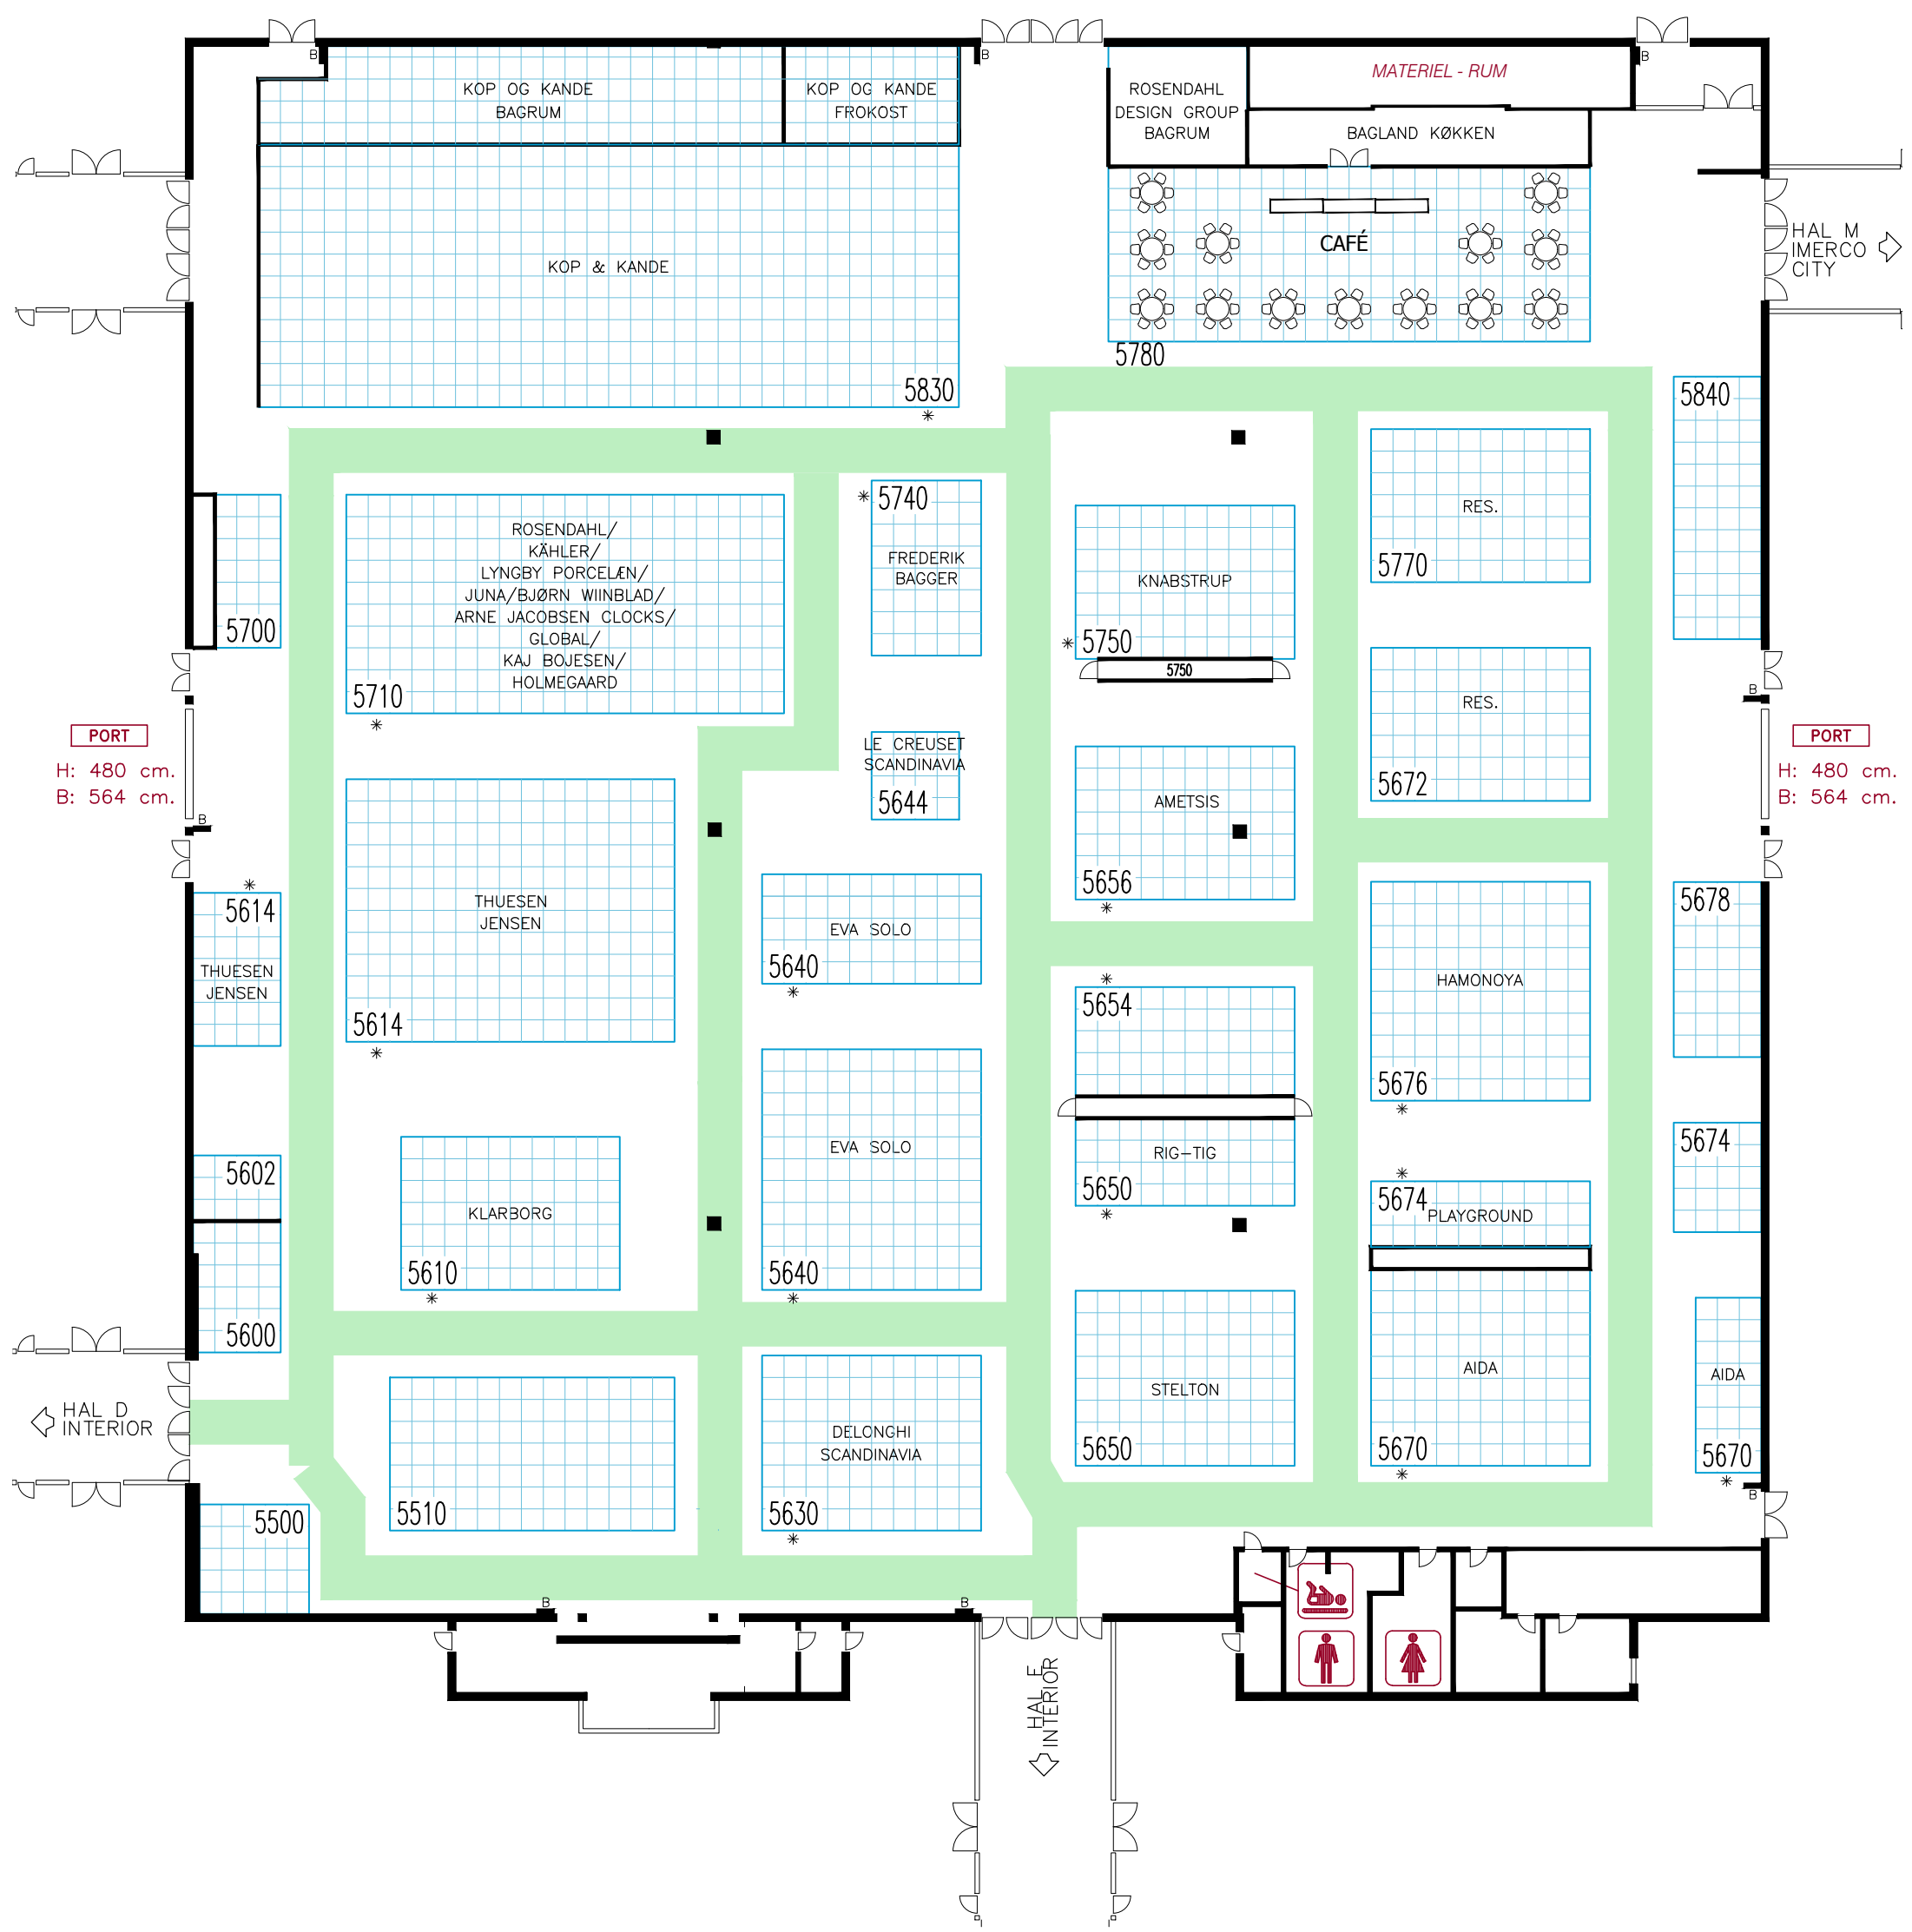 B
B
B
KOP OG KANDE
BAGRUM
KOP OG KANDE
FROKOST
ROSENDAHL
DESIGN GROUP
BAGRUM
MATERIEL - RUM
BAGLAND KØKKEN
KOP & KANDE
CAFÉ
HAL M
IMERCO
CITY
5780
5830
*
5840
5740
*
FREDERIK
BAGGER
ROSENDAHL/
KÄHLER/
LYNGBY PORCELÆN/
JUNA/BJØRN WIINBLAD/
ARNE JACOBSEN CLOCKS/
GLOBAL/
KAJ BOJESEN/
HOLMEGAARD
5710
*
5700
KNABSTRUP
5750
*
5750
RES.
5770
RES.
5672
PORT
H: 480 cm.
B: 564 cm.
B
LE CREUSET
SCANDINAVIA
5644
AMETSIS
5656
*
B
PORT
H: 480 cm.
B: 564 cm.
*
5614
THUESEN
JENSEN
THUESEN
JENSEN
5614
*
EVA SOLO
5640
*
*
5654
HAMONOYA
5676
*
5678
5602
5600
KLARBORG
5610
*
EVA SOLO
5640
*
RIG-TIG
5650
*
*
5674
PLAYGROUND
5674
HAL D
INTERIOR
5500
5510
DELONGHI
SCANDINAVIA
5630
*
STELTON
5650
AIDA
5670
*
AIDA
5670
*
B
B
B
HAL E
INTERIOR